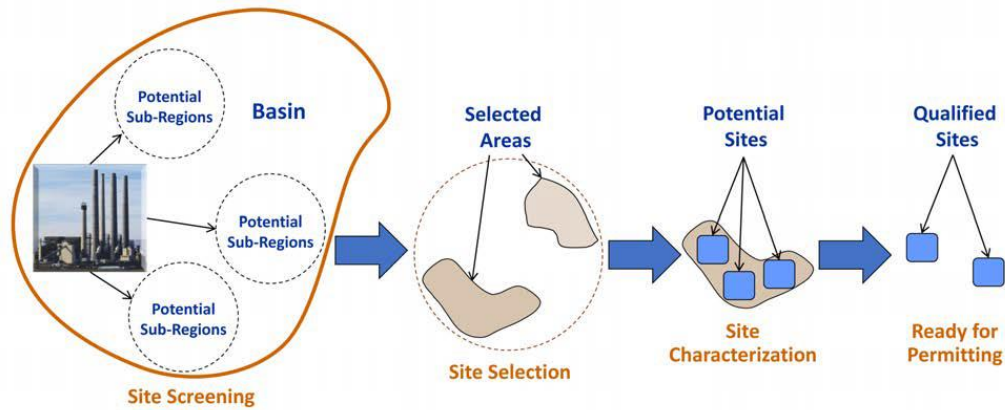 Potential
Sub-Regions
Basin
Potential
Sub-Regions
Potential
Sub-Regions
Site Screening
Selected
Areas
Site Selection
Potential
Sites
Site
Characterization
Qualified
Sites
Ready for
Permitting